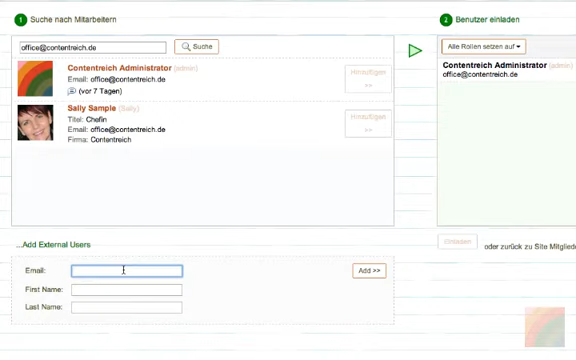 1 Suche nach Mitarbeitern
office@contentreich.de
Suche
Contentreich Administrator (admin)
Email: office@contentreich.de
(vor 7 Tagen)
Hinzufügen
>>
Sally Sample (Sally)
Titel: Chefin
Email: office@contentreich.de
Firma: Contentreich
Hinzufügen
>>
...Add External Users
Email:
Add >>
First Name:
Last Name:
2 Benutzer einladen
Alle Rollen setzen auf
Contentreich Administrator (admin)
office@contentreich.de
Einladen
oder zurück zu Site Mitglied